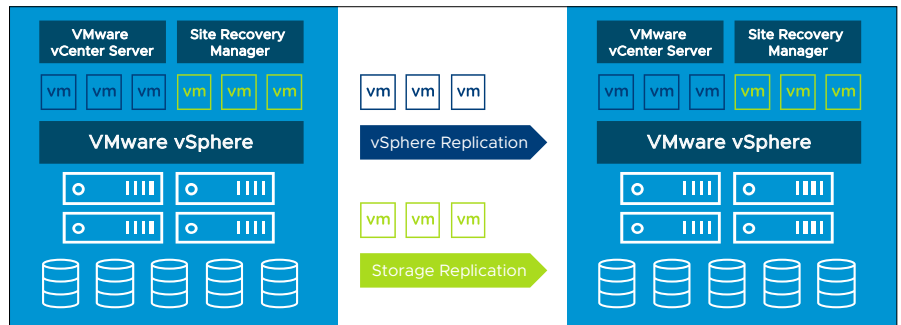 VMware
vCenter Server
Site Recovery
Manager
vm vm vm vm vm vm
VMware vSphere
vm vm vm
vSphere Replication
vm vm vm
Storage Replication
VMware
vCenter Server
Site Recovery
Manager
vm vm vm vm vm vm
VMware vSphere